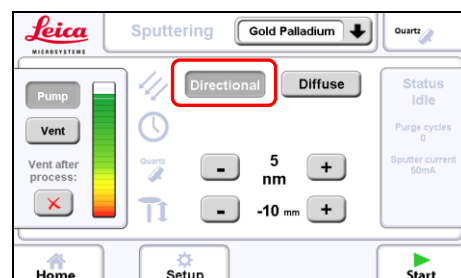 Leica
MICROSYSTEMS
Sputtering
Gold Palladium
Quartz
Pump
Vent
Vent after
process:
Directional
Diffuse
Quartz
- 5 +
nm
- -10 mm +
Status
Idle
Purge cycles
0
Sputter current
50mA
Home
Setup
Start